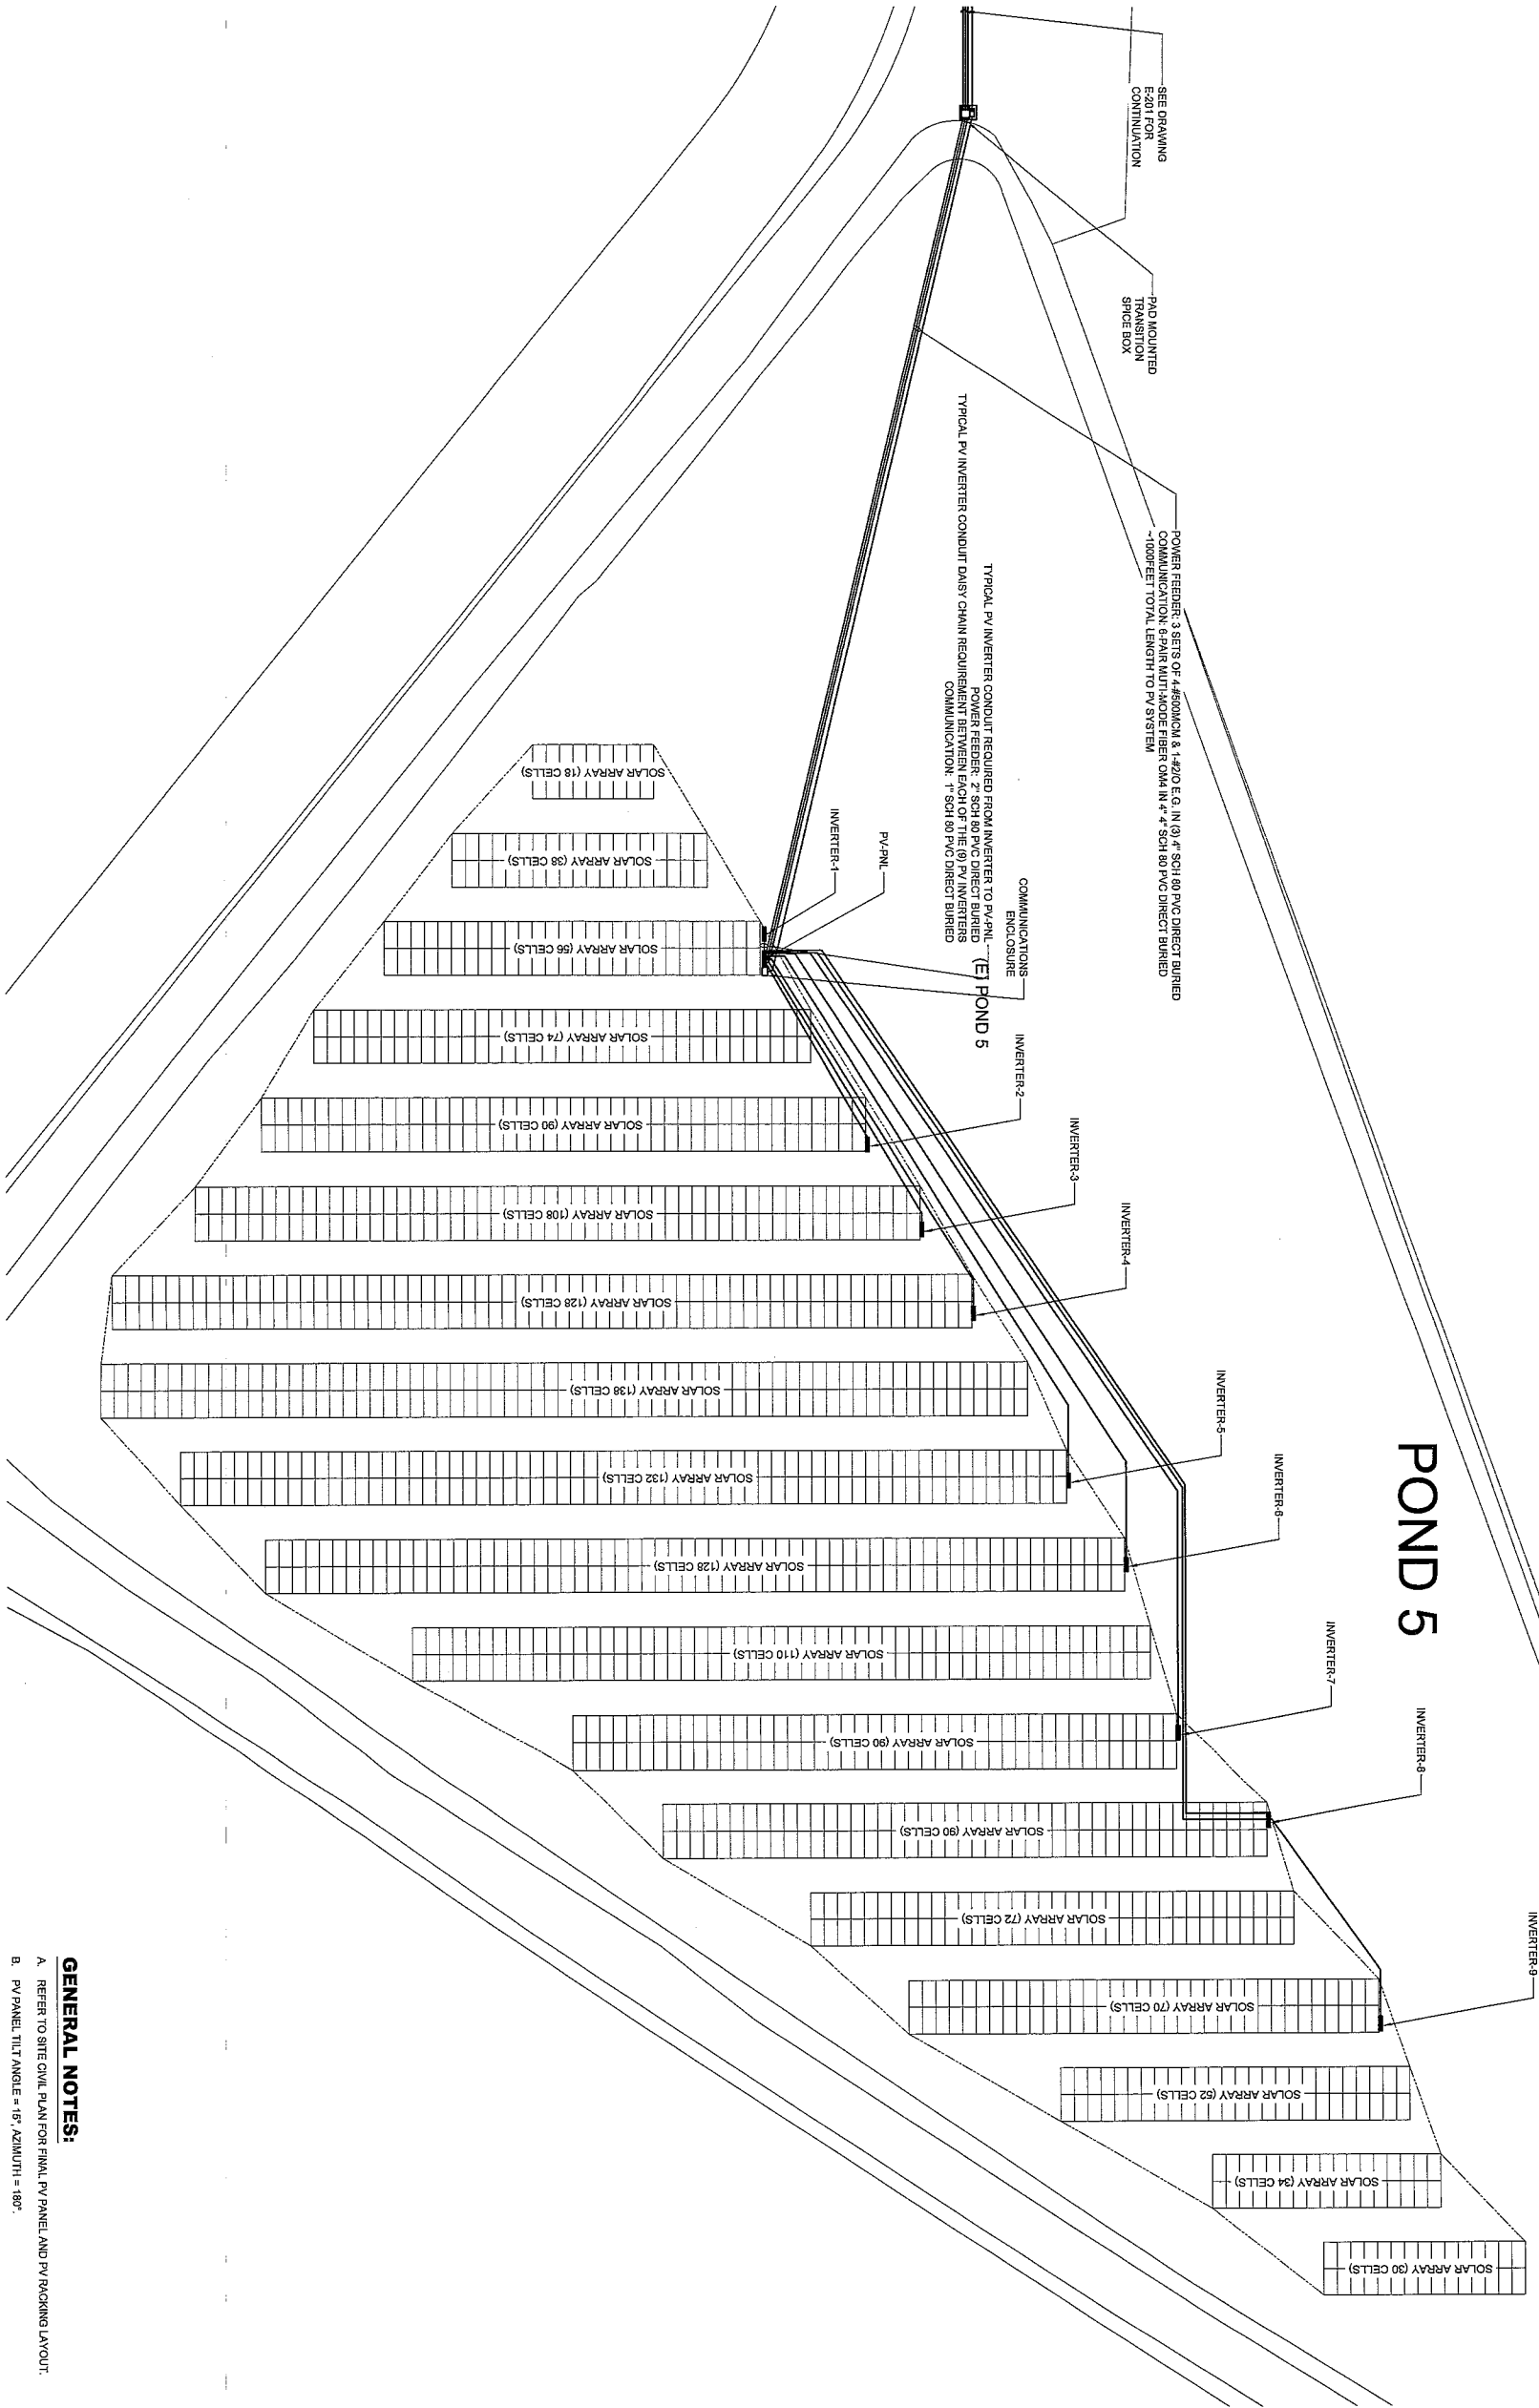 SEE DRAWING
E-201 FOR
CONTINUATION
PAD MOUNTED
TRANSITION
SPICE BOX
POWER FEEDER: 3 SETS OF 4-#500MCM & 1-#2/0 E.G. IN (3) 4" SCH 80 PVC DIRECT BURIED
COMMUNICATION: 6-PAIR MUTI-MODE FIBER OM4 IN 4" 4" SCH 80 PVC DIRECT BURIED
~1000FEET TOTAL LENGTH TO PV SYSTEM
TYPICAL PV INVERTER CONDUIT REQUIRED FROM INVERTER TO PV-PNL
POWER FEEDER: 2" SCH 80 PVC DIRECT BURIED
TYPICAL PV INVERTER CONDUIT DAISY CHAIN REQUIREMENT BETWEEN EACH OF THE (9) PV INVERTERS
COMMUNICATION: 1" SCH 80 PVC DIRECT BURIED
COMMUNICATIONS
ENCLOSURE
(E) POND 5
PV-PNL
INVERTER-1
INVERTER-2
INVERTER-3
INVERTER-4
INVERTER-5
INVERTER-6
INVERTER-7
INVERTER-8
INVERTER-9
POND 5
SOLAR ARRAY (18 CELLS)
SOLAR ARRAY (38 CELLS)
SOLAR ARRAY (56 CELLS)
SOLAR ARRAY (74 CELLS)
SOLAR ARRAY (90 CELLS)
SOLAR ARRAY (108 CELLS)
SOLAR ARRAY (128 CELLS)
SOLAR ARRAY (138 CELLS)
SOLAR ARRAY (132 CELLS)
SOLAR ARRAY (128 CELLS)
SOLAR ARRAY (110 CELLS)
SOLAR ARRAY (90 CELLS)
SOLAR ARRAY (90 CELLS)
SOLAR ARRAY (72 CELLS)
SOLAR ARRAY (70 CELLS)
SOLAR ARRAY (52 CELLS)
SOLAR ARRAY (34 CELLS)
SOLAR ARRAY (30 CELLS)
GENERAL NOTES:
A. REFER TO SITE CIVIL PLAN FOR FINAL PV PANEL AND PV RACKING LAYOUT.
B. PV PANEL TILT ANGLE = 15°, AZIMUTH = 180°.